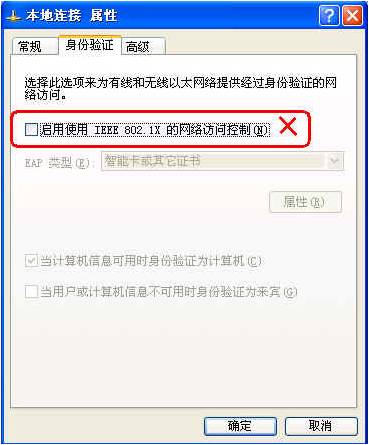 本地连接 属性
常规 身份验证 高级
选择此选项来为有线和无线以太网络提供经过身份验证的网
络访问。
启用使用 IEEE 802.1X 的网络访问控制(N)
EAP 类型(E): 智能卡或其它证书
属性(R)
当计算机信息可用时身份验证为计算机(C)
当用户或计算机信息不可用时身份验证为来宾(G)
确定 取消